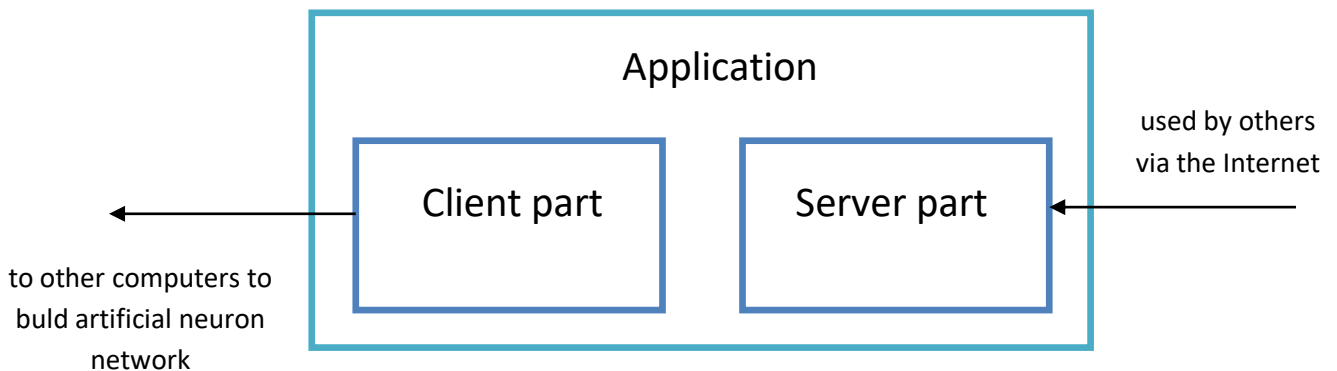 Application
used by others
via the Internet
Client part
Server part
to other computers to
buld artificial neuron
network